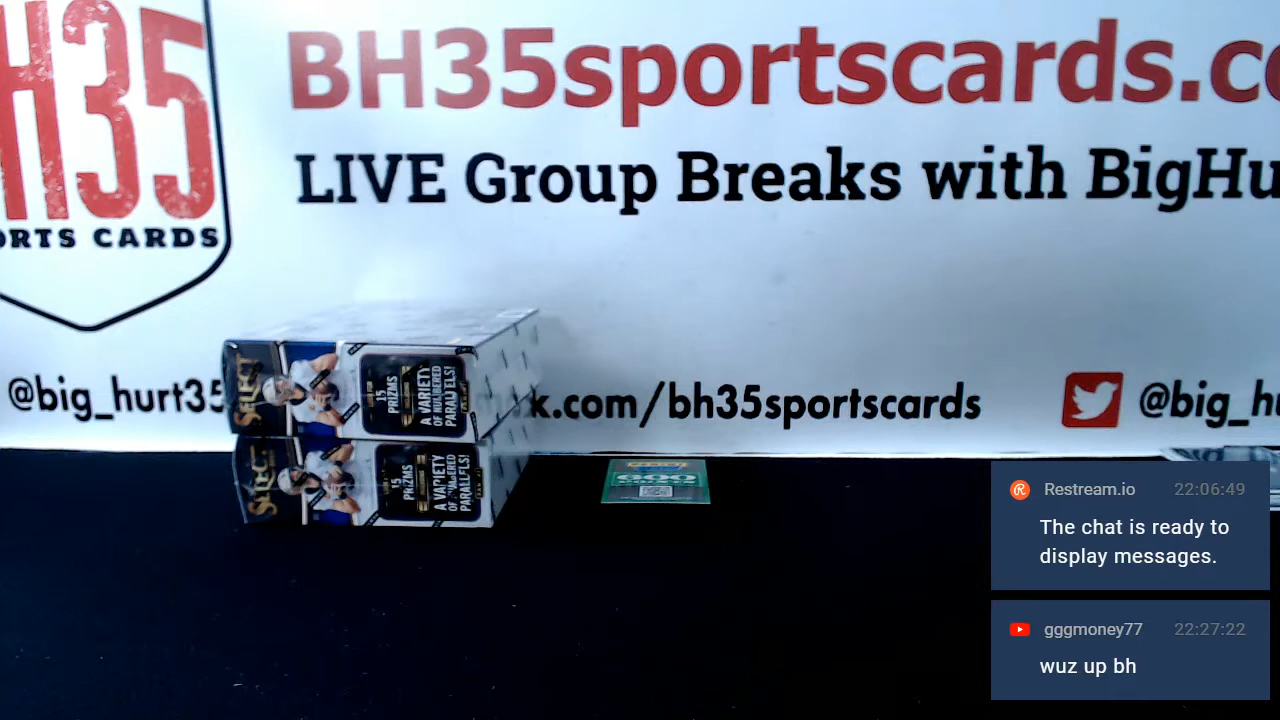 H35
ORTS CARDS
BH35sportscards.co
LIVE Group Breaks with BigHu
@big_hurt35
k.com/bh35sportscards
@big_hu
SELECT
15
PRIZMS
A VARIETY
OF NUMBERED
PARALLELS!
SELECT
15
PRIZMS
A VARIETY
OF NUMBERED
PARALLELS!
Restream.io 22:06:49
The chat is ready to
display messages.
gggmoney77 22:27:22
wuz up bh